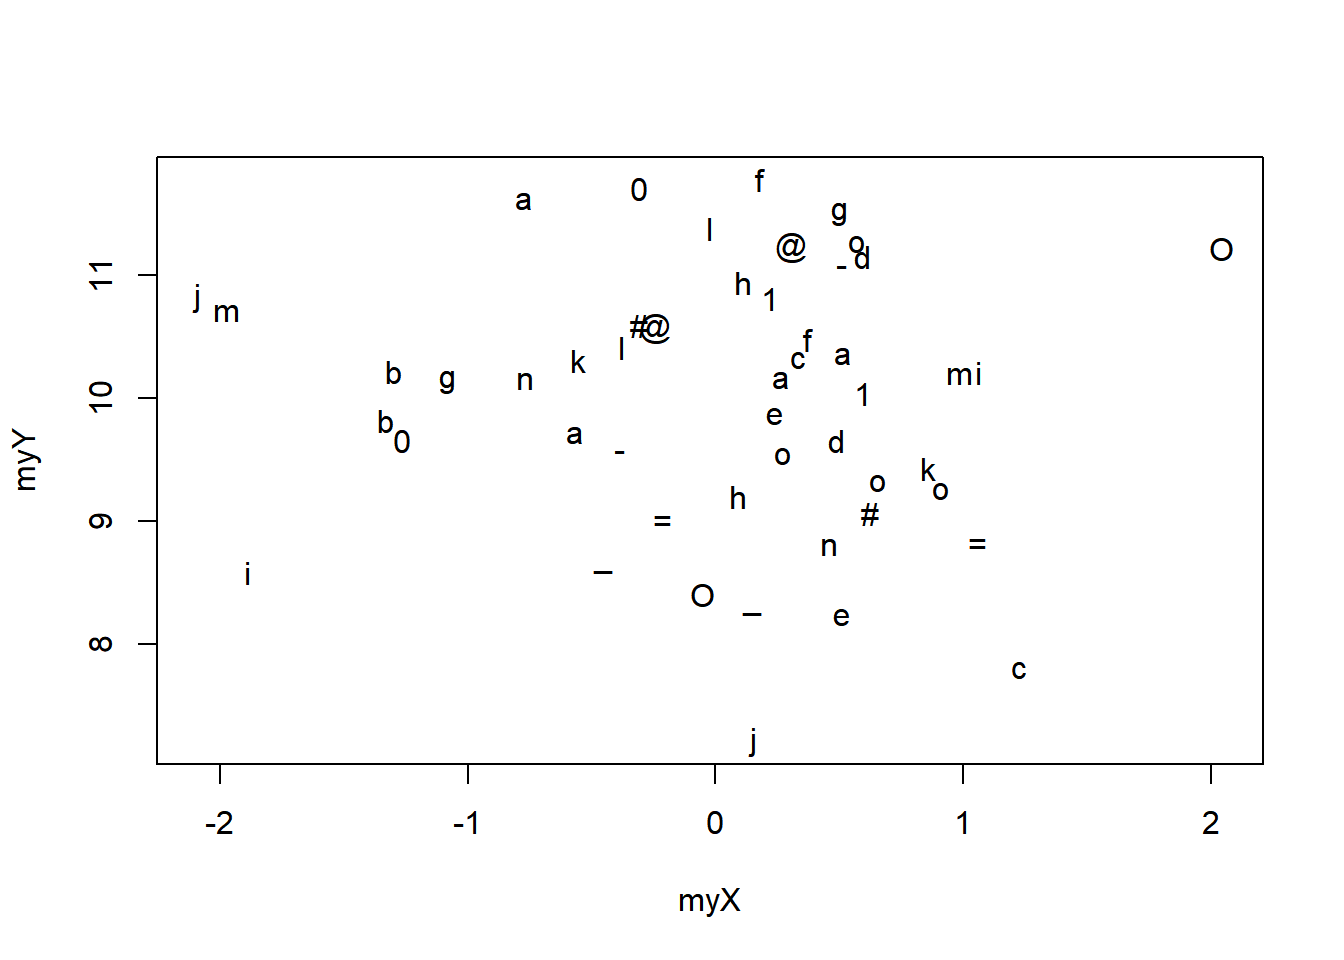 f
a 0
g
l
@ o O
- d
h 1
j
m
#@
f
l
a
c
k
b g n a mi
1
e
b
a
0 d
- o
k
o o
h
# =
n =
i –
O
– e
c
j
11
10
9
8
myY
-2 -1 0 1 2
myX